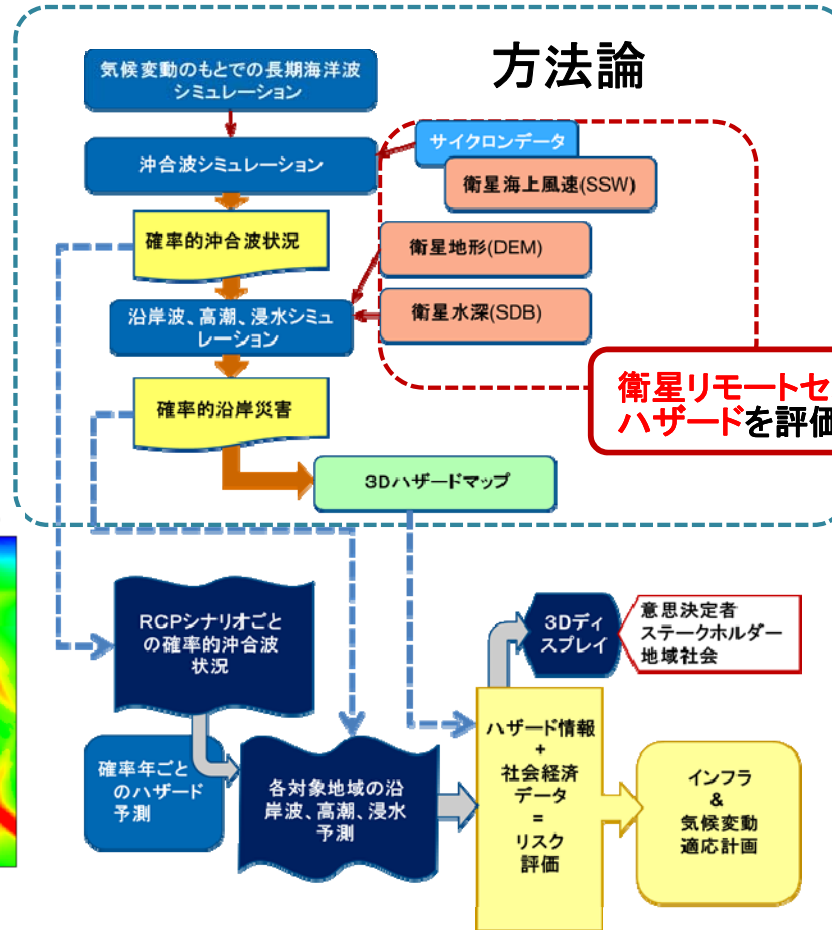 方法論
気候変動のもとでの長期海洋波
シミュレーション
沖合波シミュレーション
サイクロンデータ
衛星海上風速(SSW)
確率的沖合波状況
衛星地形(DEM)
沿岸波、高潮、浸水シミュ
レーション
衛星水深(SDB)
確率的沿岸災害
衛星リモートセ
ハザードを評価
3Dハザードマップ
RCPシナリオごと
の確率的沖合波
状況
3Dディ
スプレイ
意思決定者
ステークホルダー
地域社会
確率年ごと
のハザード
予測
各対象地域の沿
岸波、高潮、浸水
予測
ハザード情報
+
社会経済
データ
=
リスク
評価
インフラ
&
気候変動
適応計画